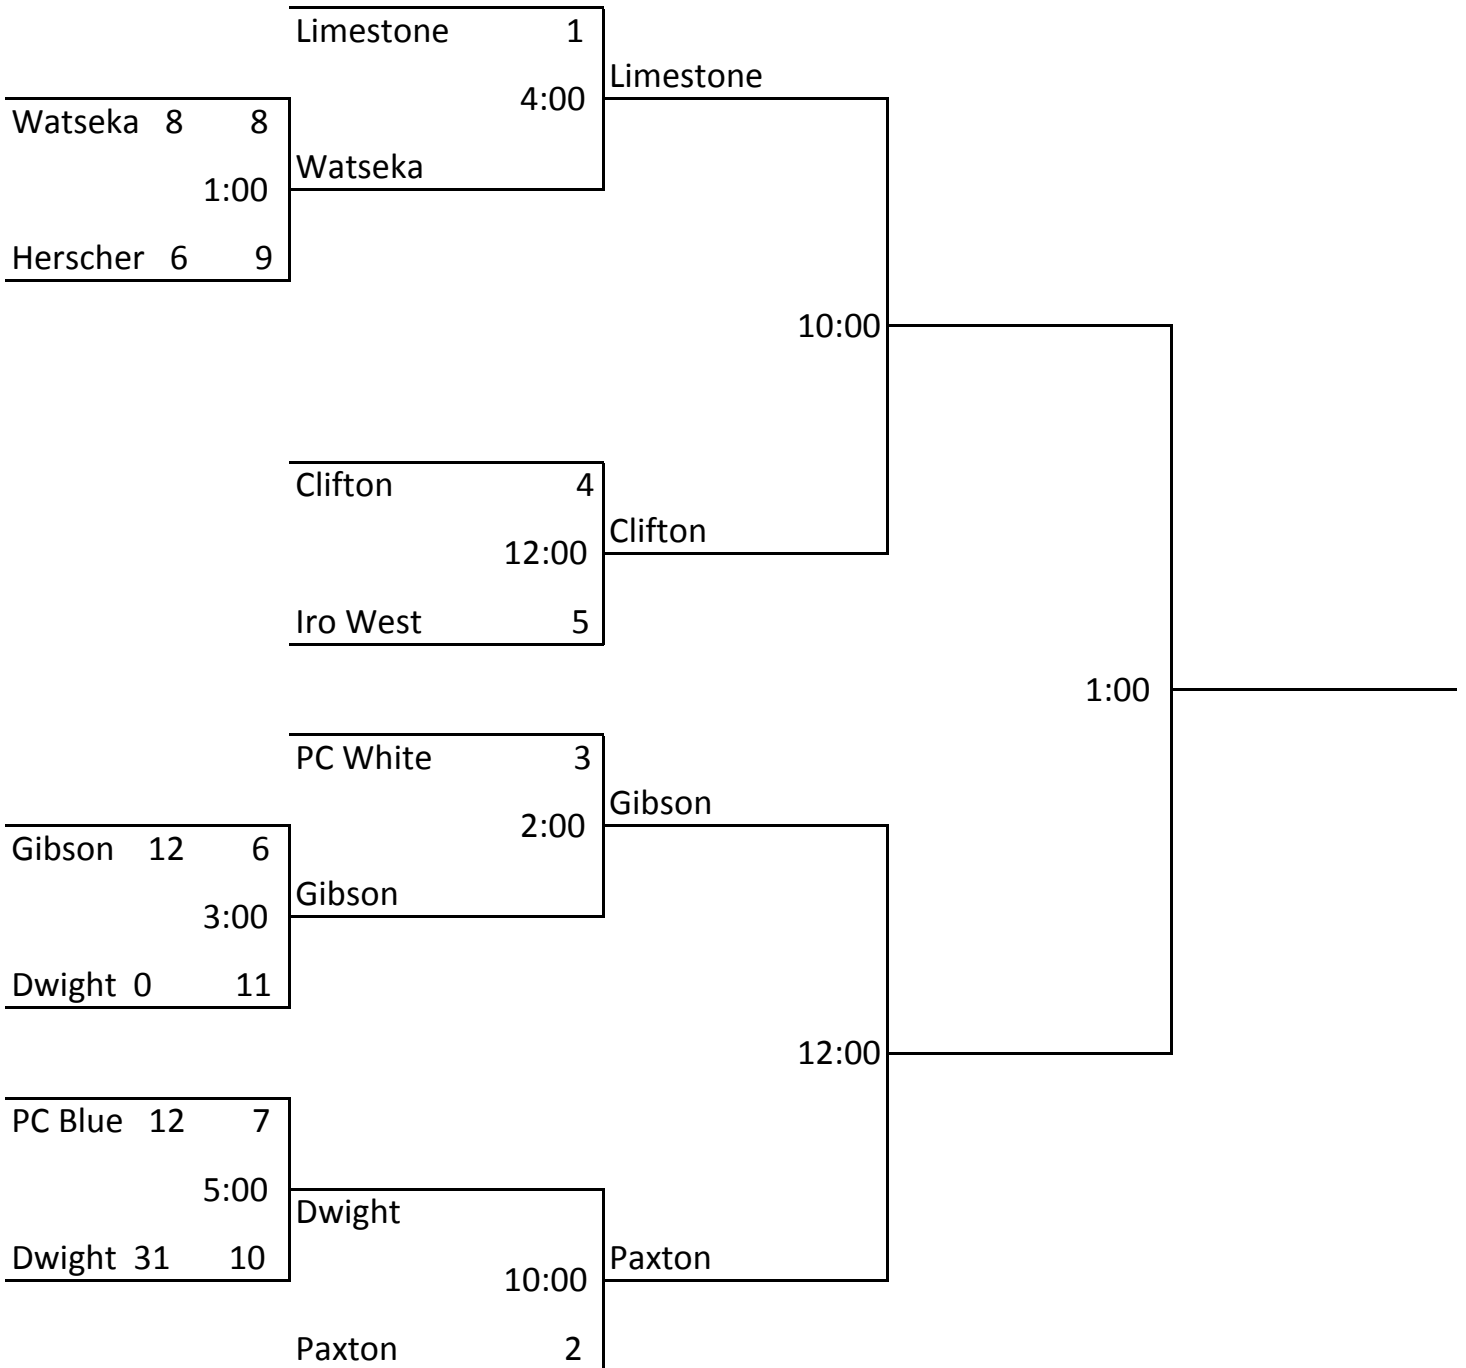 Limestone 1
Limestone
4:00
Watseka 8 8
Watseka
1:00
Herscher 6 9
10:00
Clifton 4
Clifton
12:00
Iro West 5
1:00
PC White 3
Gibson
2:00
Gibson 12 6
Gibson
3:00
Dwight 0 11
12:00
PC Blue 12 7
5:00
Dwight
Dwight 31 10
Paxton
10:00
Paxton 2